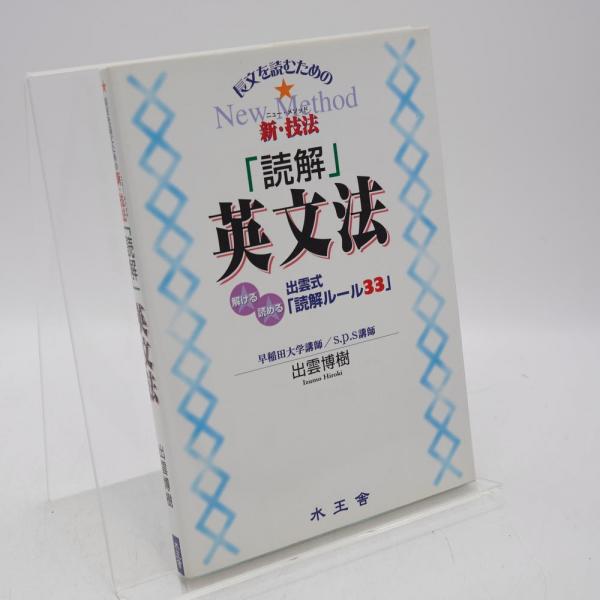 長文を読むための
New Method
ニュー・メソッド
新・技法
「読解」
英文法
解ける
読める
出雲式
「読解ルール33」
早稲田大学講師/s.p.s講師
出雲博樹
Izumo Hiroki
水王舎
「読解」英文法
出雲博樹
水王舎